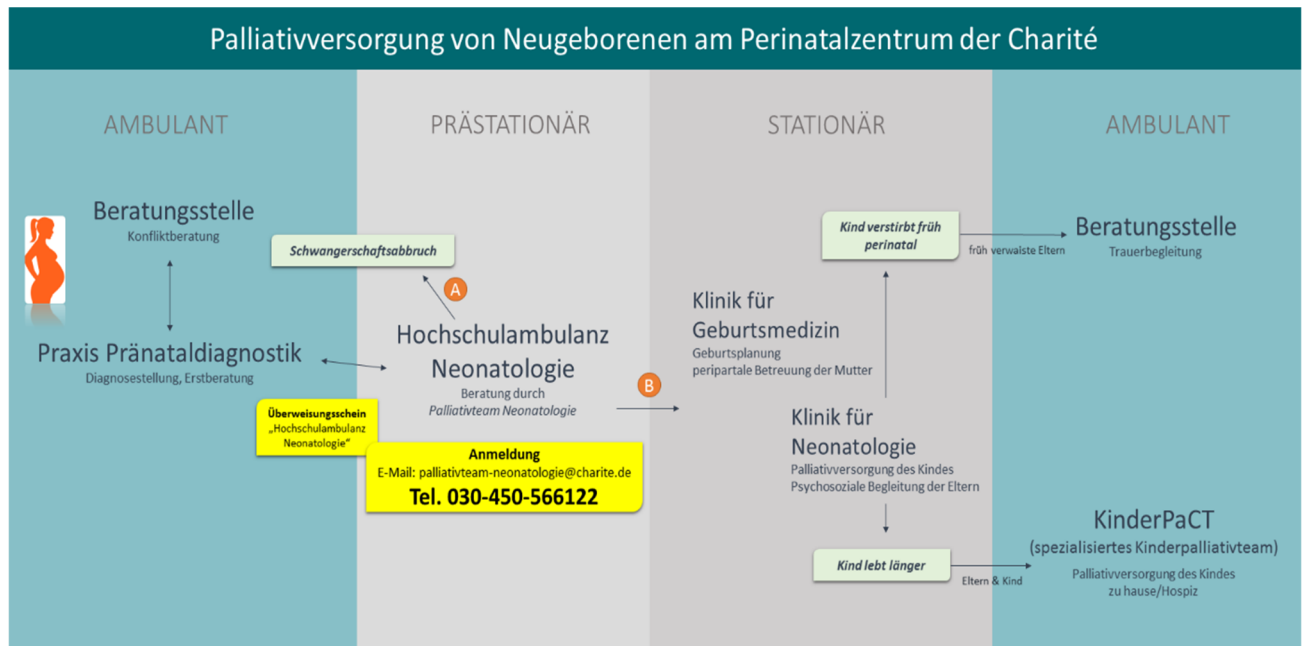 Palliativversorgung von Neugeborenen am Perinatalzentrum der Charité
AMBULANT
PRÄSTATIONÄR
STATIONÄR
AMBULANT
Beratungsstelle
Konfliktberatung
Schwangerschaftsabbruch
A
Praxis Pränataldiagnostik
Diagnosestellung, Erstberatung
Überweisungsschein
„Hochschulambulanz
Neonatologie“
Hochschulambulanz
Neonatologie
Beratung durch
Palliativteam Neonatologie
B
Anmeldung
E-Mail: palliativteam-neonatologie@charite.de
Tel. 030-450-566122
Kind verstirbt früh
perinatal
Klinik für
Geburtsmedizin
Geburtsplanung
peripartale Betreuung der Mutter
Klinik für
Neonatologie
Palliativversorgung des Kindes
Psychosoziale Begleitung der Eltern
Kind lebt länger
früh verwaiste Eltern
Beratungsstelle
Trauerbegleitung
Eltern & Kind
KinderPaCT
(spezialisiertes Kinderpalliativteam)
Palliativversorgung des Kindes
zu hause/Hospiz